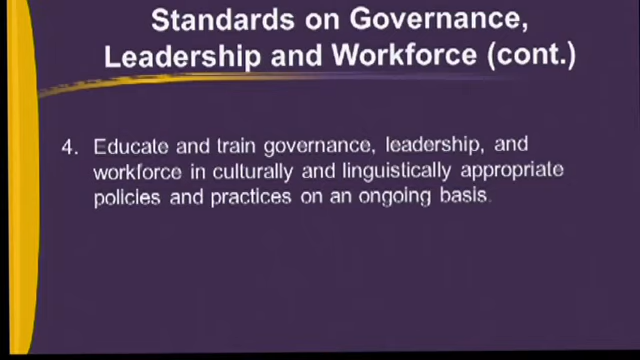 Standards on Governance,
Leadership and Workforce (cont.)
4. Educate and train governance, leadership, and
workforce in culturally and linguistically appropriate
policies and practices on an ongoing basis.